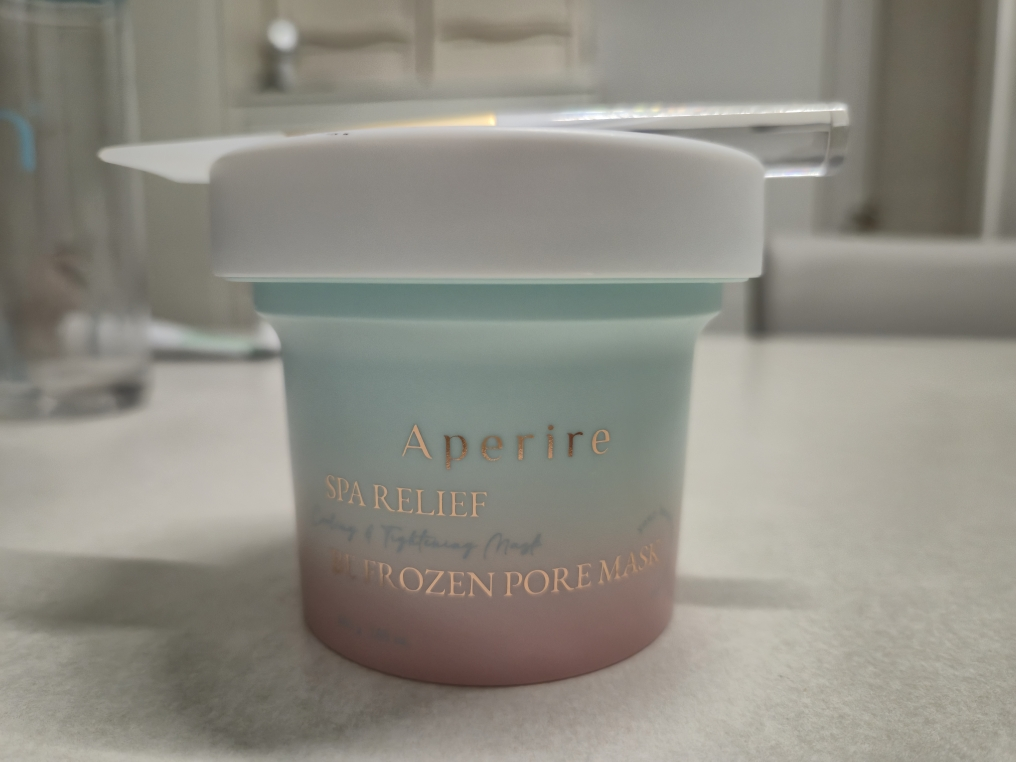 Aperire
SPA RELIEF
Cooling & Tightening Mask
FROZEN PORE MASK